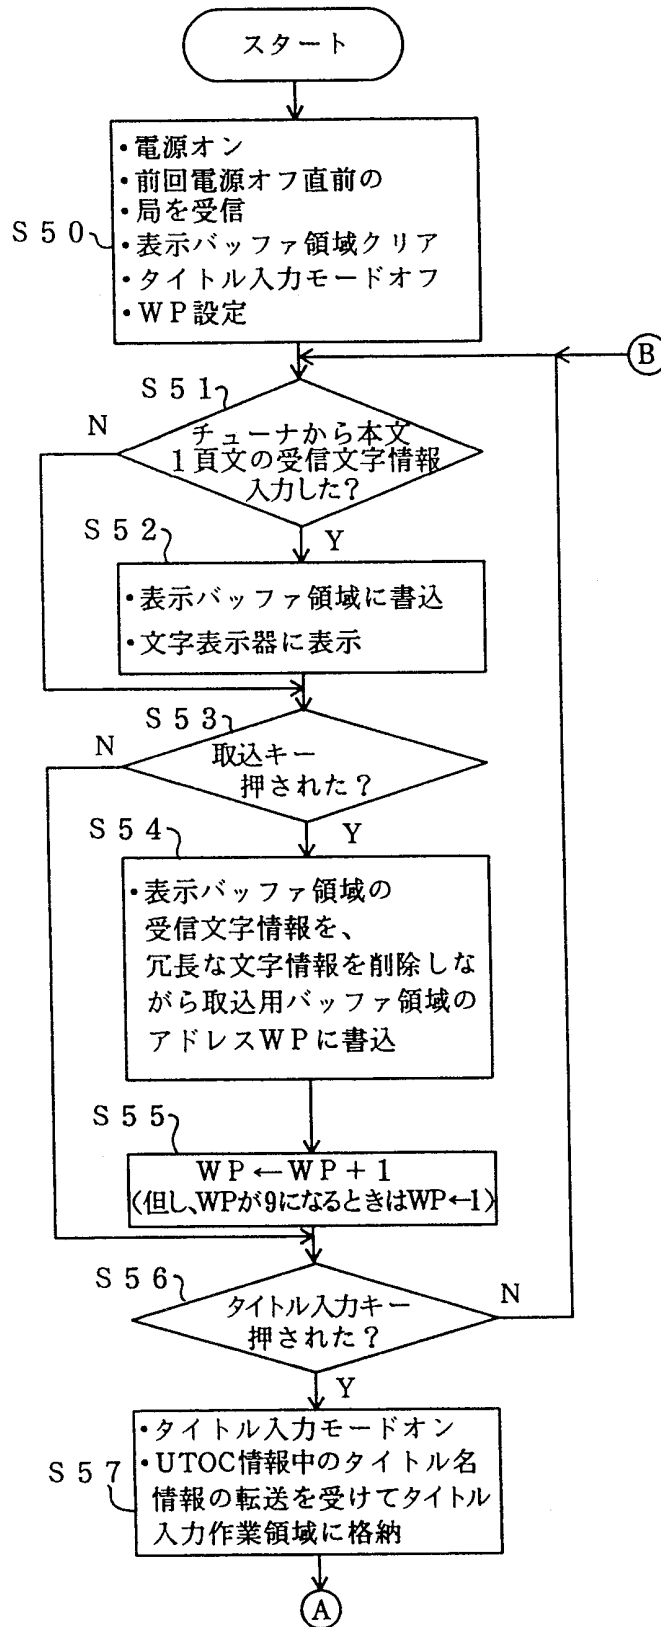 スタート
・電源オン
・前回電源オフ直前の
・局を受信
S50
・表示バッファ領域クリア
・タイトル入力モードオフ
・WP設定
B
S51
N
チューナから本文
1頁文の受信文字情報
入力した?
Y
S52
・表示バッファ領域に書込
・文字表示器に表示
S53
N
取込キー
押された?
Y
S54
・表示バッファ領域の
受信文字情報を、
冗長な文字情報を削除しな
がら取込用バッファ領域の
アドレスWPに書込
S55
WP←WP+1
(但し、WPが9になるときはWP←1)
S56
N
タイトル入力キー
押された?
Y
・タイトル入力モードオン
・UTOC情報中のタイトル名
S57
情報の転送を受けてタイトル
入力作業領域に格納
A